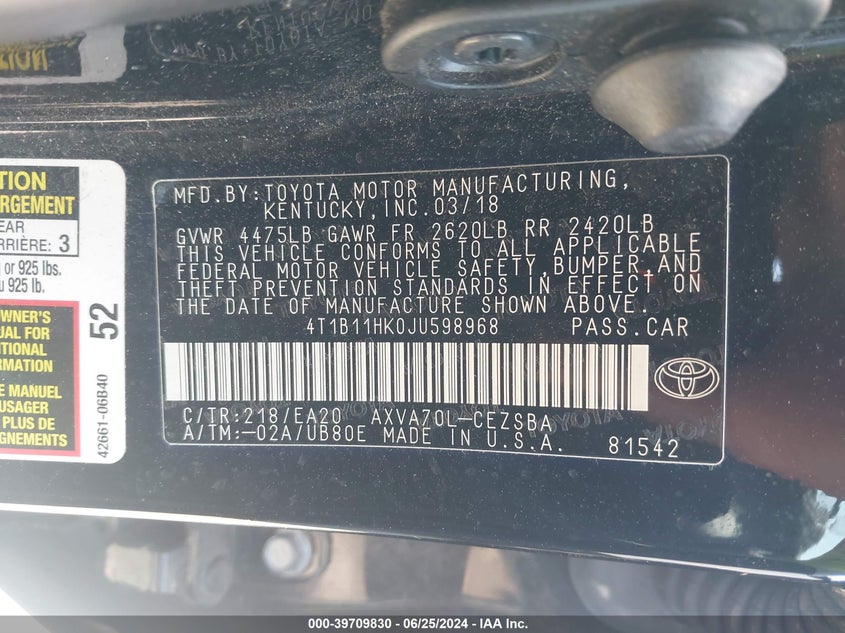 TION
RGEMENT
EAR
RRIÈRE: 3
g or 925 lbs.
u 925 lb.
WNER'S
UAL FOR
TIONAL
RMATION
E MANUEL
USAGER
PLUS DE
IGNEMENTS
52
42661-06B40
MFD.BY:TOYOTA MOTOR MANUFACTURING,
KENTUCKY,INC.03/18
GVWR 4475LB GAWR FR 2620LB RR 2420LB
THIS VEHICLE CONFORMS TO ALL APPLICABLE
FEDERAL MOTOR VEHICLE SAFETY,BUMPER,AND
THEFT PREVENTION STANDARDS IN EFFECT ON
THE DATE OF MANUFACTURE SHOWN ABOVE.
4T1B11HK0JU598968 PASS.CAR
C/TR:218/EA20 AXVA70L-CEZSBA
A/TM:-02A/UB80E MADE IN U.S.A. 81542
TOYOTA
000-39709830 - 06/25/2024 - IAA Inc.